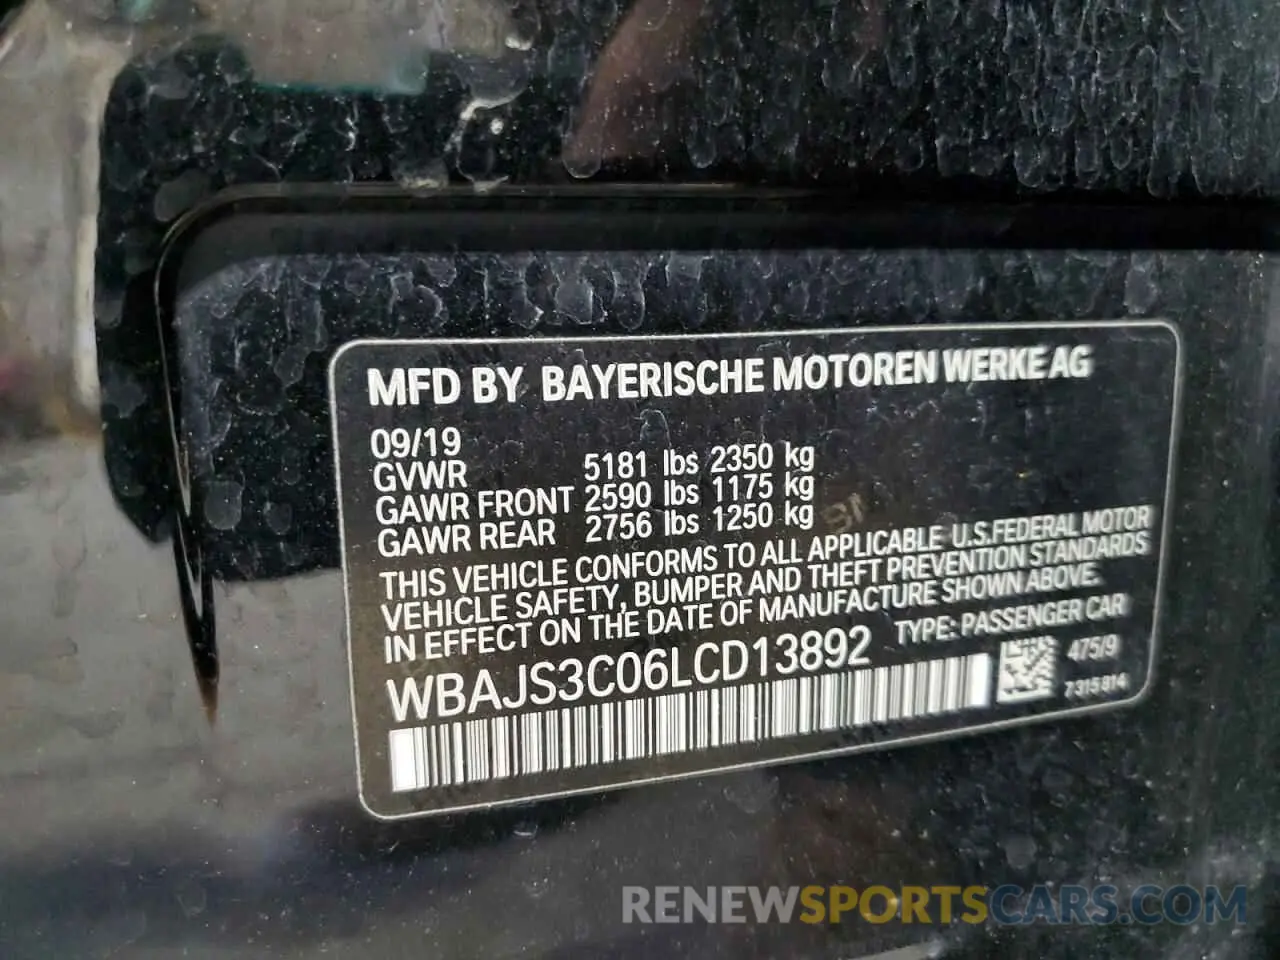 MFD BY BAYERISCHE MOTOREN WERKE AG
09/19
GVWR 5181 lbs 2350 kg
GAWR FRONT 2590 lbs 1175 kg
GAWR REAR 2756 lbs 1250 kg
THIS VEHICLE CONFORMS TO ALL APPLICABLE U.S.FEDERAL MOTOR
VEHICLE SAFETY, BUMPER AND THEFT PREVENTION STANDARDS
IN EFFECT ON THE DATE OF MANUFACTURE SHOWN ABOVE.
WBAJS3C06LCD13892 TYPE: PASSENGER CAR
475/9
7315814
RENEWSPORTSCARS.COM